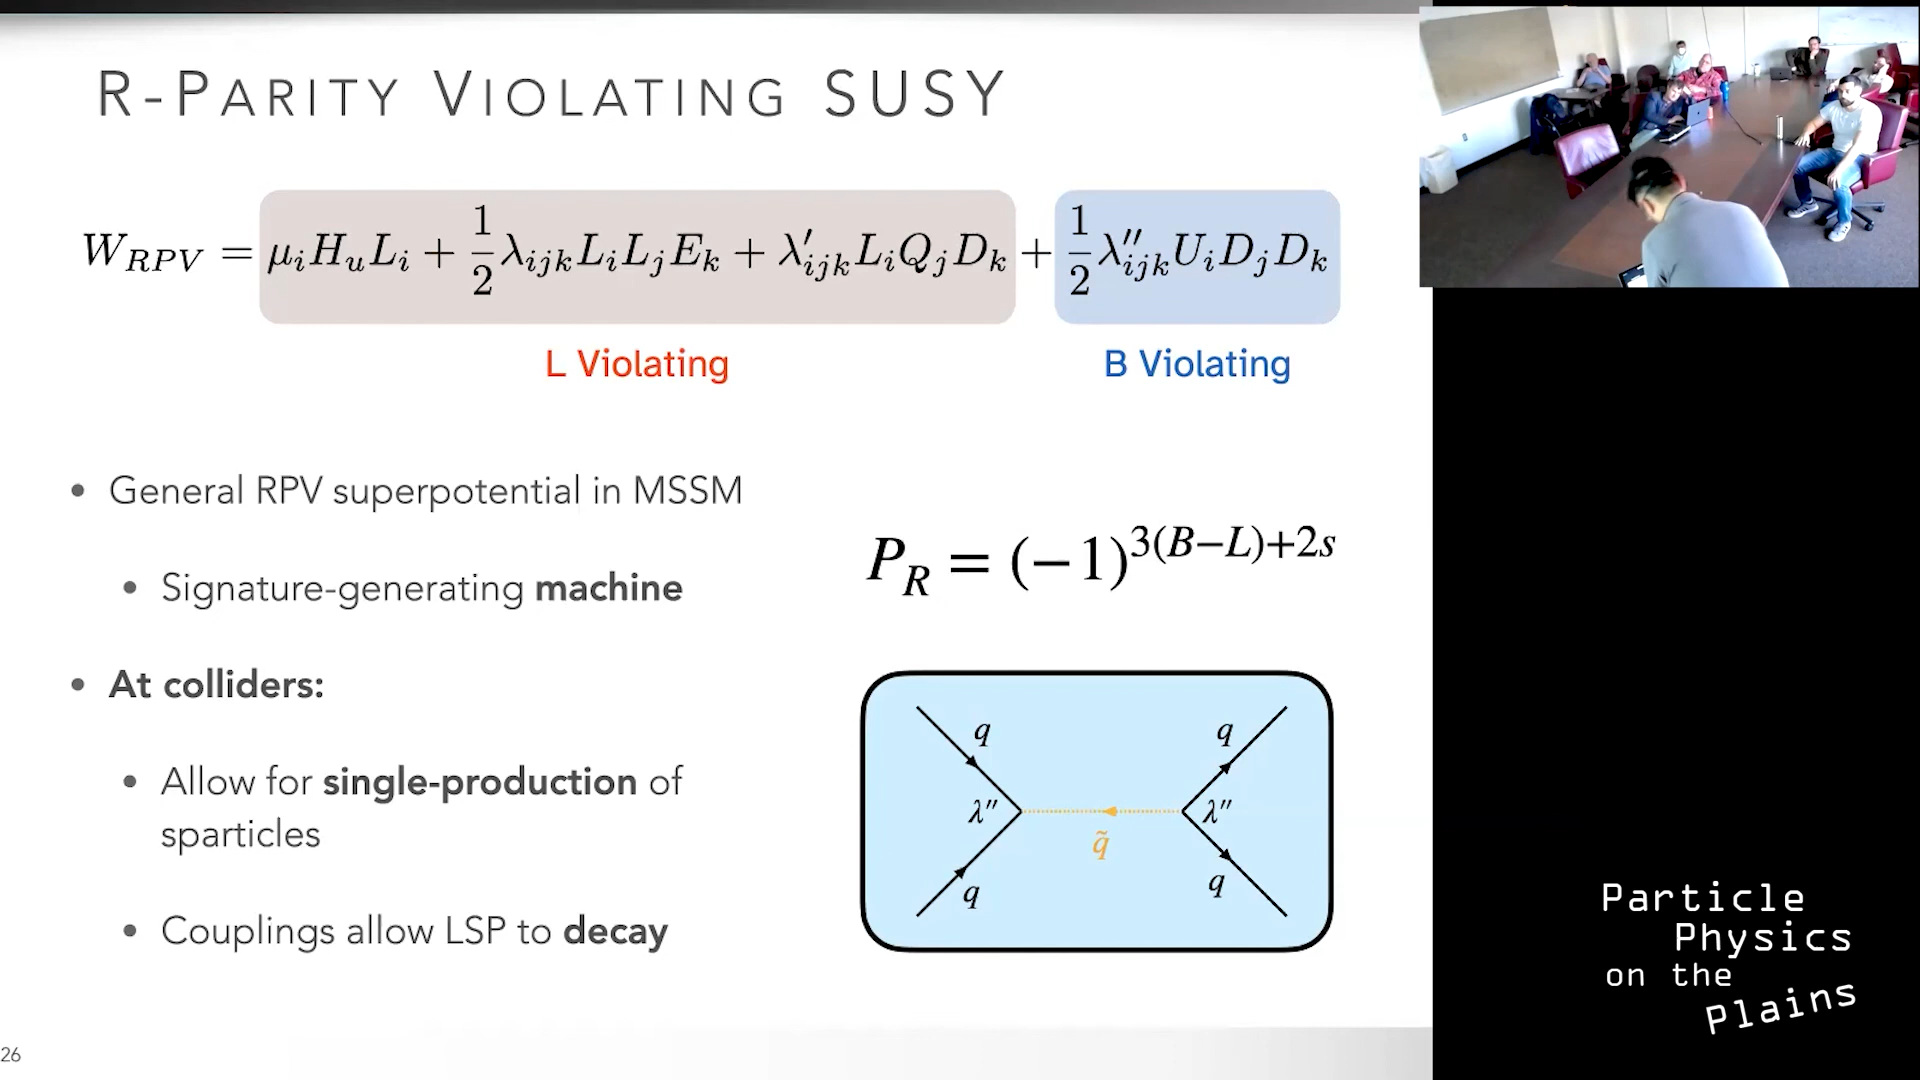 R-PARITY VIOLATING SUSY
W_{RPV} = μ_i H_u L_i + \frac{1}{2} λ_{ijk} L_i L_j E_k + λ'_{ijk} L_i Q_j D_k + \frac{1}{2} λ''_{ijk} U_i D_j D_k
L Violating
B Violating
• General RPV superpotential in MSSM
• Signature-generating machine
• At colliders:
• Allow for single-production of
sparticles
• Couplings allow LSP to decay
P_R = (−1)^{3(B−L)+2s}
q
q
λ''
λ''
q̃
q
q
26
Particle
Physics
on the
Plains